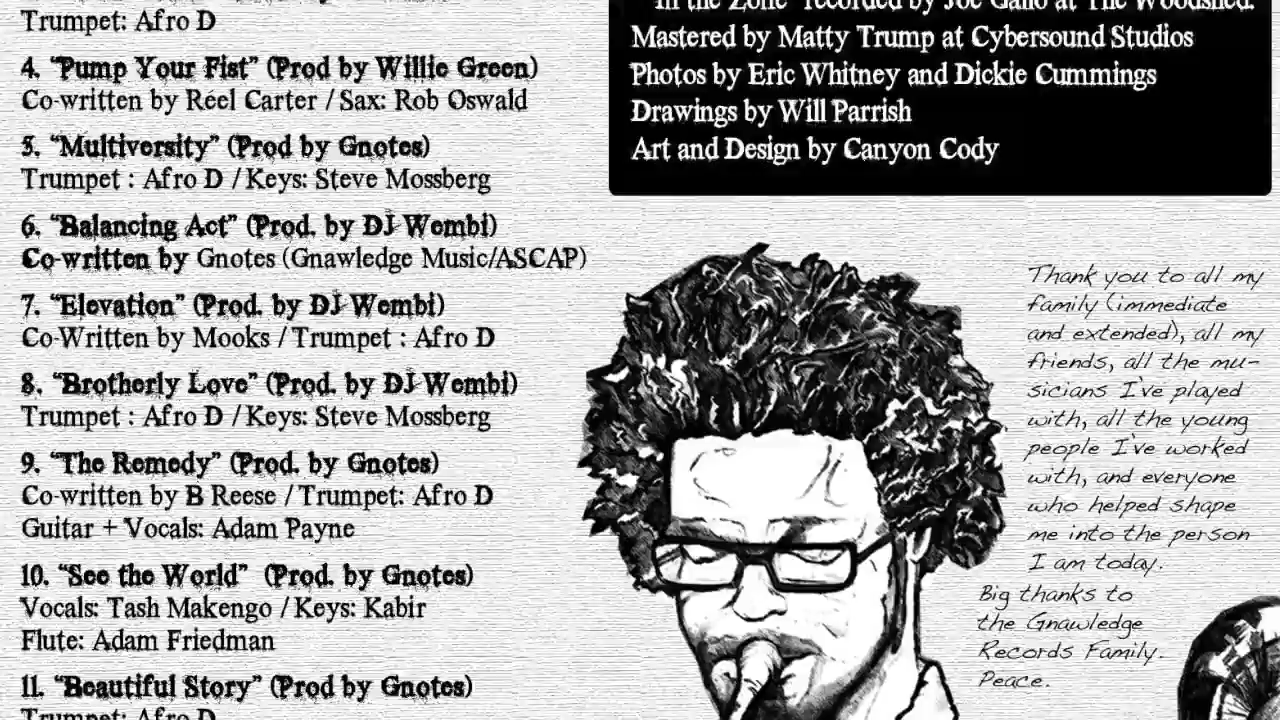 Trumpet: Afro D
4. "Pump Your Fist" (Prod by Willie Green)
Co-written by Reel Carter / Sax: Rob Oswald
5. "Multiversity" (Prod by Gnotes)
Trumpet : Afro D / Keys: Steve Mossberg
6. "Balancing Act" (Prod. by DJ Wembi)
Co-written by Gnotes (Gnawledge Music/ASCAP)
7. "Elevation" (Prod. by DJ Wembi)
Co-Written by Mooks / Trumpet : Afro D
8. "Brotherly Love" (Prod. by DJ Wembi)
Trumpet : Afro D / Keys: Steve Mossberg
9. "The Remedy" (Prod. by Gnotes)
Co-written by B Reese / Trumpet: Afro D
Guitar + Vocals: Adam Payne
10. "See the World" (Prod. by Gnotes)
Vocals: Tash Makengo / Keys: Kabir
Flute: Adam Friedman
11. "Beautiful Story" (Prod by Gnotes)
Trumpet: Afro D
"In the Zone" recorded by Joe Gallo at The Woodshed.
Mastered by Matty Trump at Cybersound Studios
Photos by Eric Whitney and Dickie Cummings
Drawings by Will Parrish
Art and Design by Canyon Cody
Thank you to all my
family (immediate
and extended), all my
friends, all the mu-
sicians I've played
with, all the young
people I've worked
with, and everyone
who helped shape
me into the person
I am today.
Big thanks to
the Gnawledge
Records Family.
Peace.